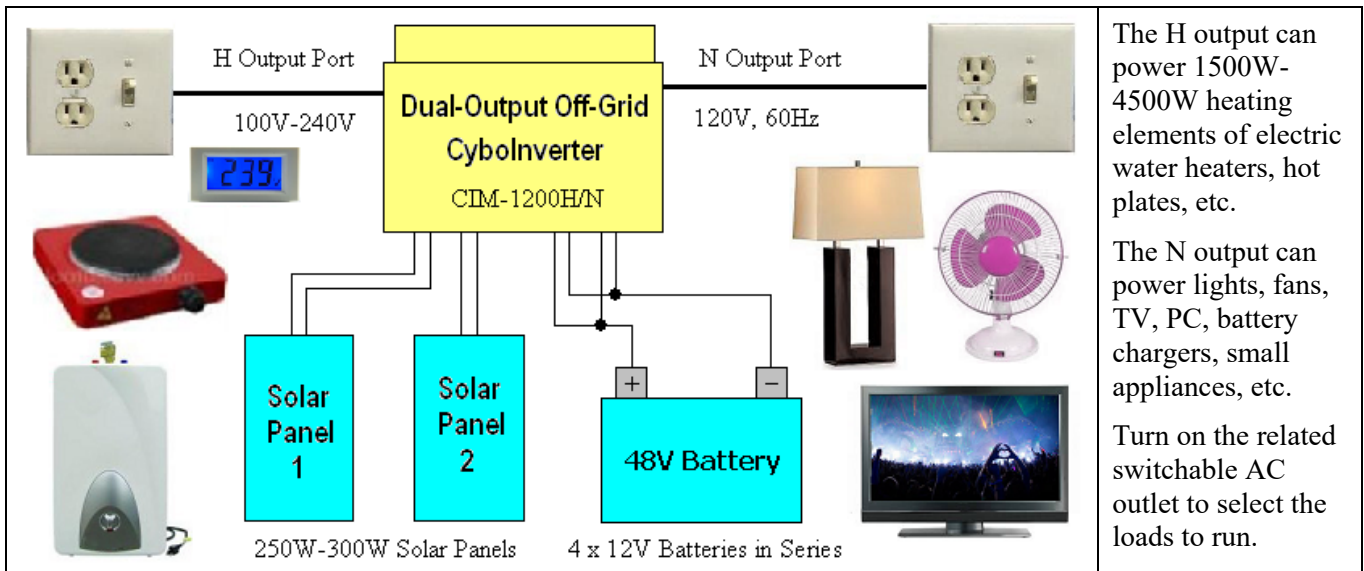 H Output Port
100V-240V
239
Dual-Output Off-Grid
CyboInverter
CIM-1200H/N
N Output Port
120V, 60Hz
Solar
Panel
1
Solar
Panel
2
250W-300W Solar Panels
+
−
48V Battery
4 x 12V Batteries in Series
The H output can
power 1500W-
4500W heating
elements of electric
water heaters, hot
plates, etc.
The N output can
power lights, fans,
TV, PC, battery
chargers, small
appliances, etc.
Turn on the related
switchable AC
outlet to select the
loads to run.